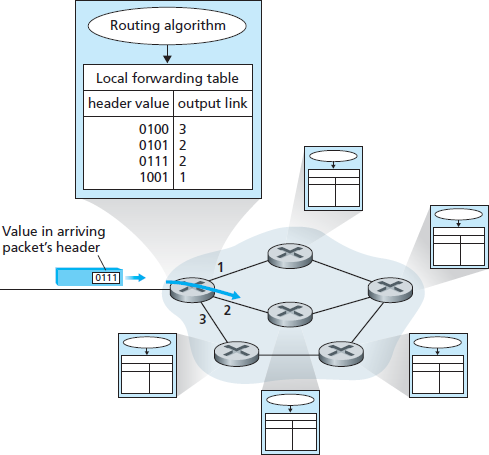 Routing algorithm
Local forwarding table
header value output link
0100 3
0101 2
0111 2
1001 1
Value in arriving
packet's header
0111
1
2
3